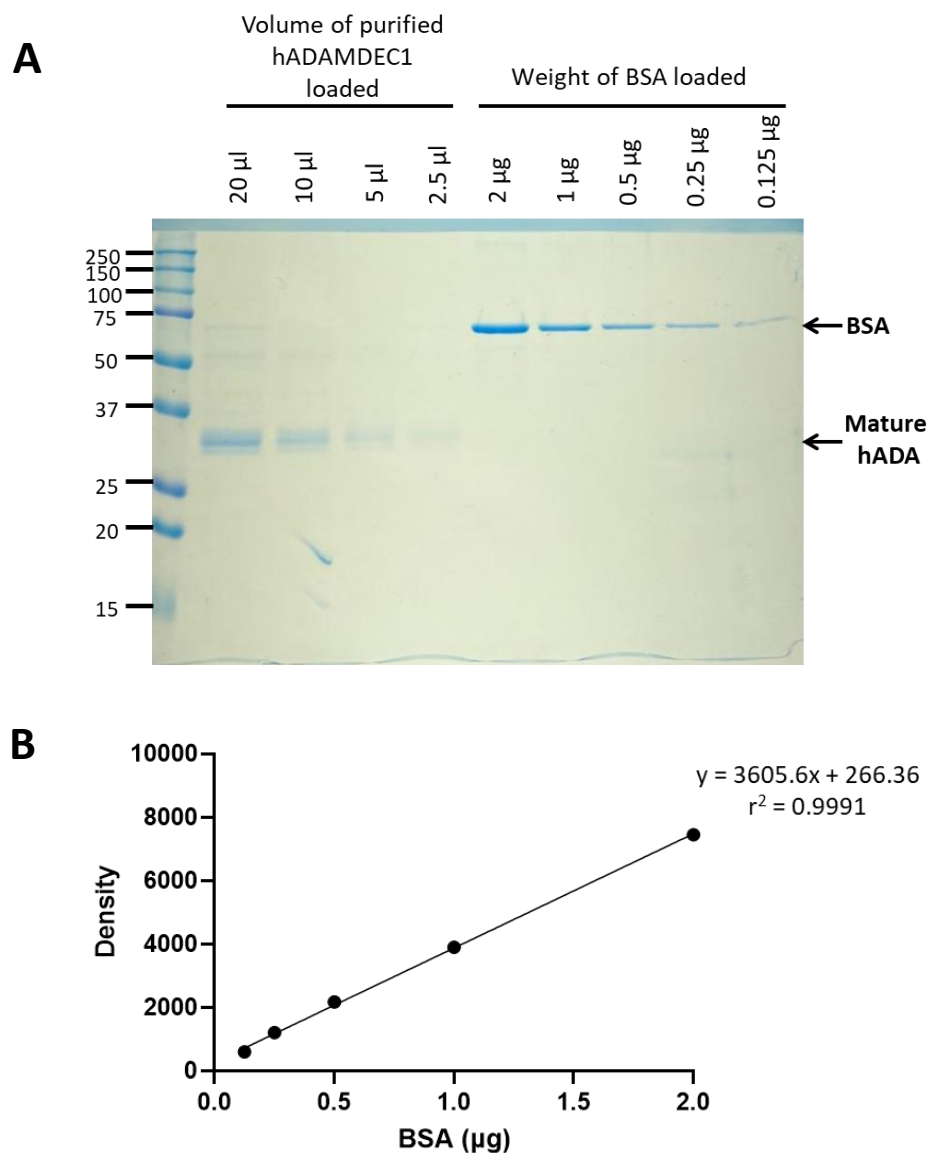 A
Volume of purified
hADAMDEC1
loaded
Weight of BSA loaded
20 µl
10 µl
5 µl
2.5 µl
2 µg
1 µg
0.5 µg
0.25 µg
0.125 µg
250
150
100
75
50
37
25
20
15
BSA
Mature
hADA
B
10000
8000
6000
4000
2000
0
Density
y = 3605.6x + 266.36
r² = 0.9991
0.0 0.5 1.0 1.5 2.0
BSA (µg)